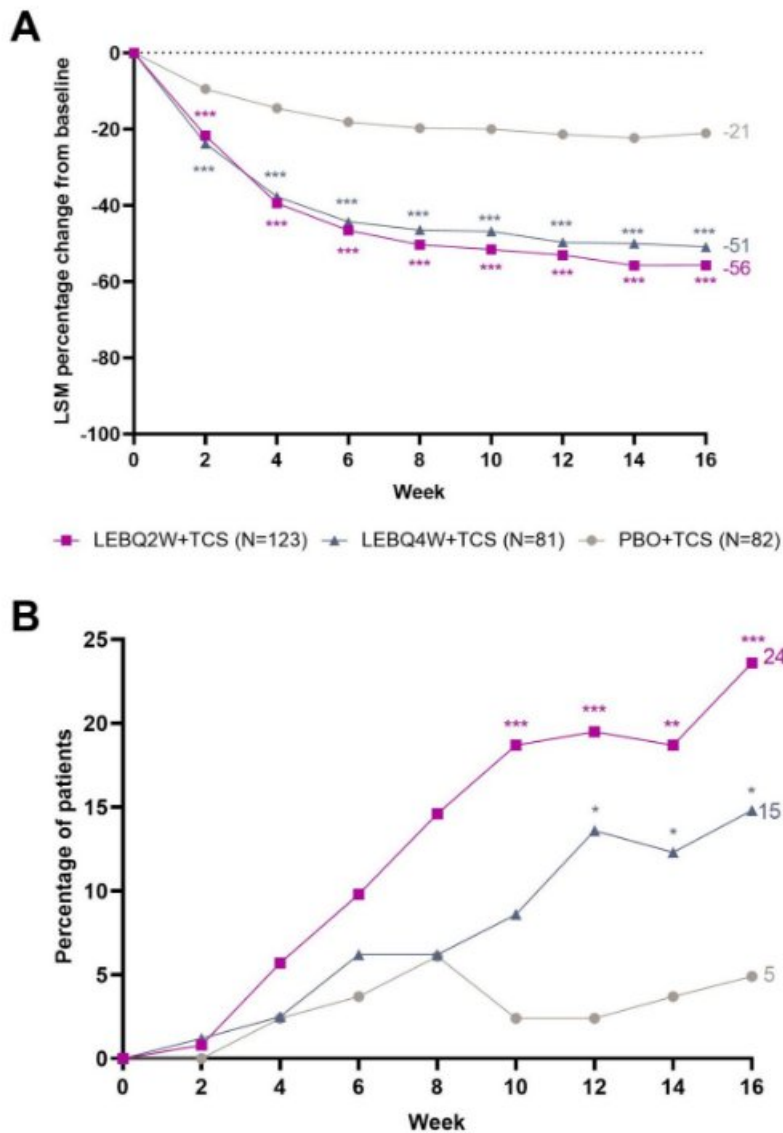 A
LSM percentage change from baseline
0
-20
-40
-60
-80
-100
*** *** *** *** *** *** *** ***
*** *** *** *** *** *** *** ***
-21
-51
-56
0 2 4 6 8 10 12 14 16
Week
LEBQ2W+TCS (N=123) LEBQ4W+TCS (N=81) PBO+TCS (N=82)
B
Percentage of patients
25
20
15
10
5
0
*** *** ** ***
* * *
24
15
5
0 2 4 6 8 10 12 14 16
Week